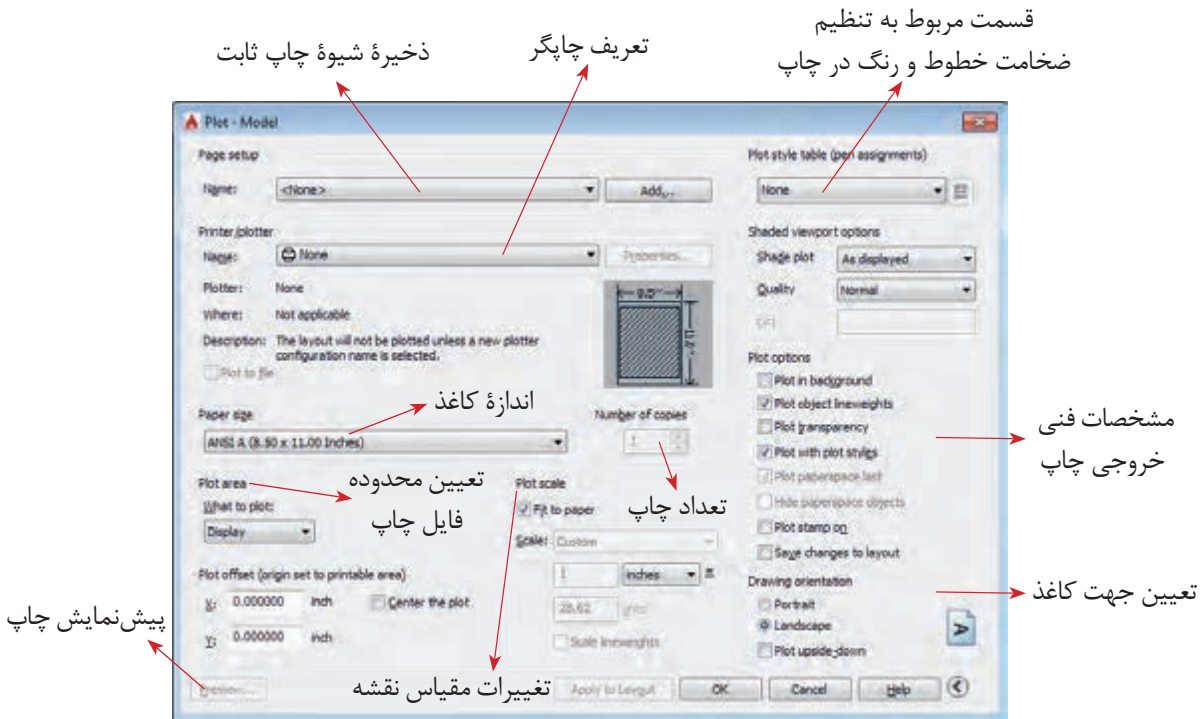 قسمت مربوط به تنظیم
ضخامت خطوط و رنگ در چاپ
تعریف چاپگر
ذخیرهٔ شیوهٔ چاپ ثابت
Plot - Model
Page setup
Name:
<None>
Add...
Plot style table (pen assignments)
None
Printer/plotter
Name:
None
Properties...
Plotter:
None
Where:
Not applicable
Description:
The layout will not be plotted unless a new plotter
configuration name is selected.
Plot to file
8.5''
11.0''
Shaded viewport options
Shade plot
As displayed
Quality
Normal
DPI
Paper size
اندازهٔ کاغذ
ANSI A (8.50 x 11.00 Inches)
Number of copies
1
تعداد چاپ
Plot area
تعیین محدوده
فایل چاپ
What to plot:
Display
Plot scale
Fit to paper
Scale:
Custom
1
inches
=
28.62
units
Scale lineweights
تغییرات مقیاس نقشه
Plot offset (origin set to printable area)
X:
0.000000
inch
Center the plot
Y:
0.000000
inch
پیش‌نمایش چاپ
Plot options
Plot in background
Plot object lineweights
Plot transparency
Plot with plot styles
Plot paperspace last
Hide paperspace objects
Plot stamp on
Save changes to layout
مشخصات فنی
خروجی چاپ
Drawing orientation
Portrait
Landscape
Plot upside-down
A
تعیین جهت کاغذ
Preview...
Apply to Layout
OK
Cancel
Help